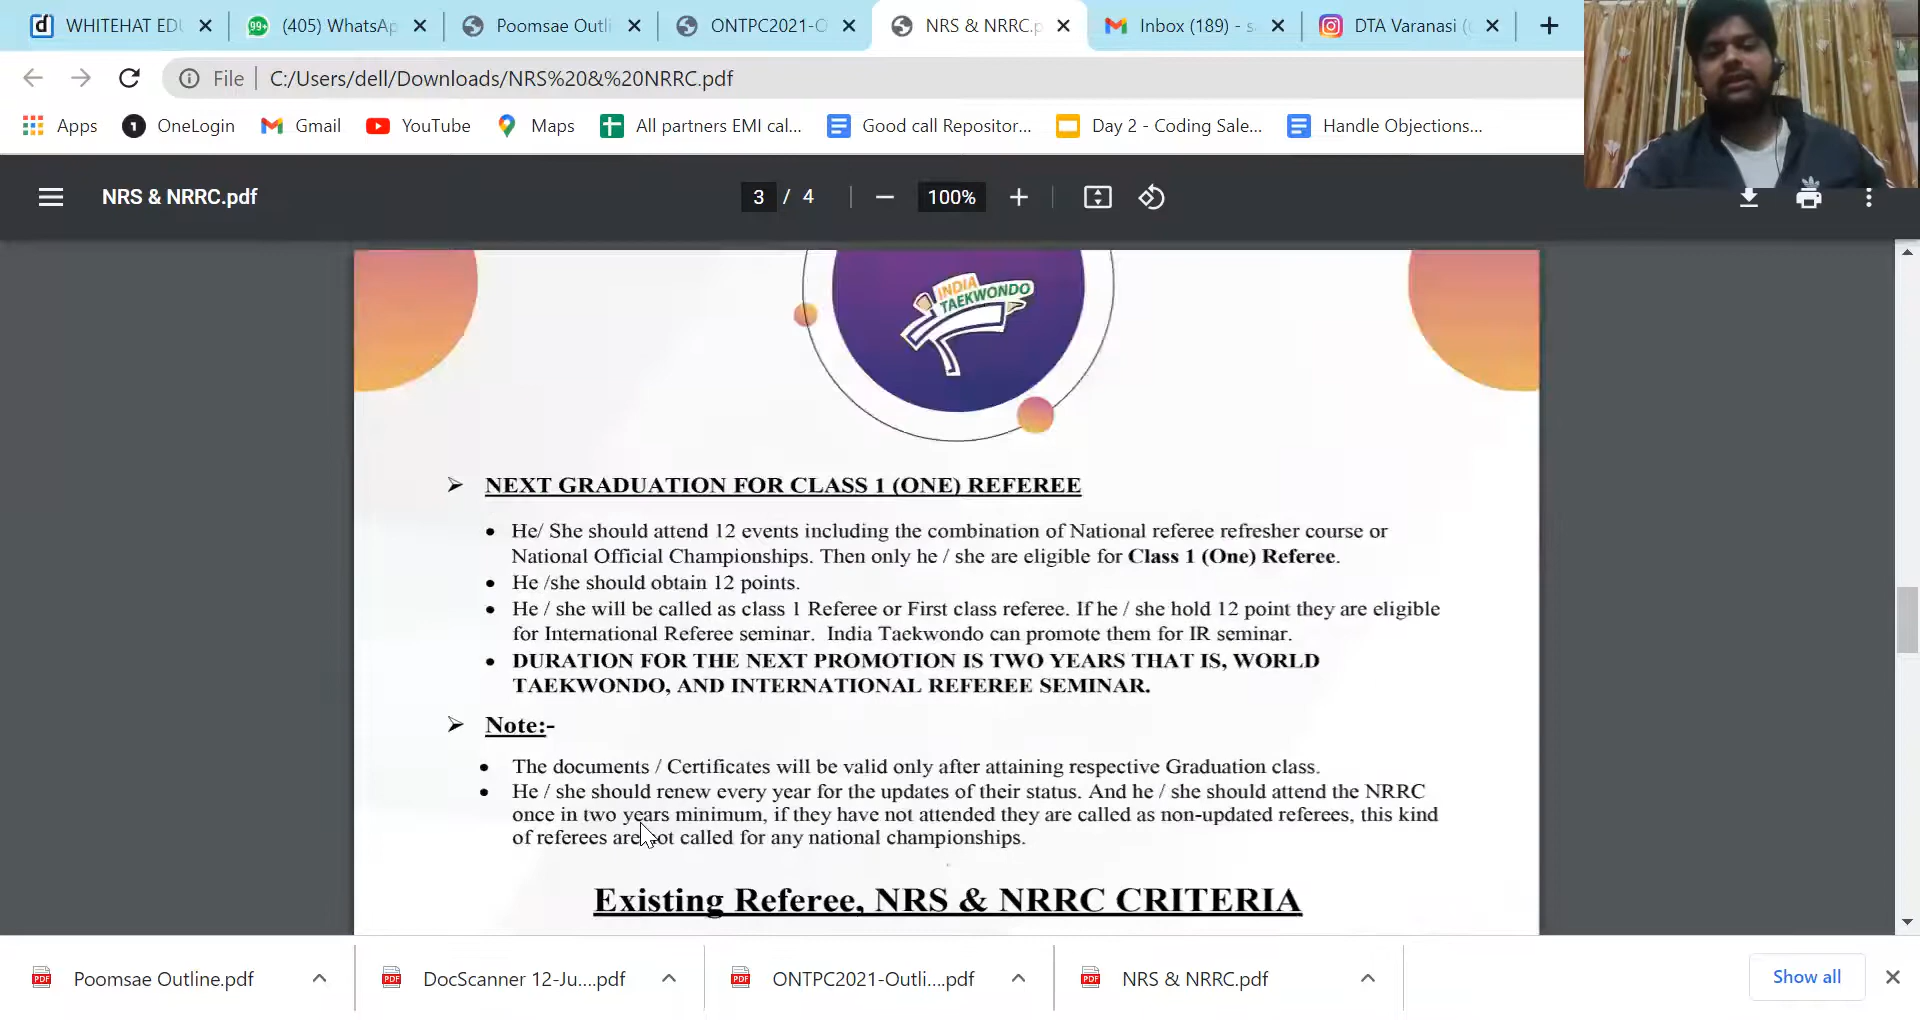 WHITEHAT EDU
99+ (405) WhatsAp
Poomsae Outli
ONTPC2021-O
NRS & NRRC.p
Inbox (189) - s
DTA Varanasi (
File C:/Users/dell/Downloads/NRS%20&%20NRRC.pdf
Apps
1 OneLogin
Gmail
YouTube
Maps
All partners EMI cal...
Good call Repositor...
Day 2 - Coding Sale...
Handle Objections...
NRS & NRRC.pdf
3 / 4
100%
INDIA
TAEKWONDO
NEXT GRADUATION FOR CLASS 1 (ONE) REFEREE
He/ She should attend 12 events including the combination of National referee refresher course or
National Official Championships. Then only he / she are eligible for Class 1 (One) Referee.
He /she should obtain 12 points.
He / she will be called as class 1 Referee or First class referee. If he / she hold 12 point they are eligible
for International Referee seminar. India Taekwondo can promote them for IR seminar.
DURATION FOR THE NEXT PROMOTION IS TWO YEARS THAT IS, WORLD
TAEKWONDO, AND INTERNATIONAL REFEREE SEMINAR.
Note:-
The documents / Certificates will be valid only after attaining respective Graduation class.
He / she should renew every year for the updates of their status. And he / she should attend the NRRC
once in two years minimum, if they have not attended they are called as non-updated referees, this kind
of referees are not called for any national championships.
Existing Referee, NRS & NRRC CRITERIA
Poomsae Outline.pdf
DocScanner 12-Ju....pdf
ONTPC2021-Outli....pdf
NRS & NRRC.pdf
Show all